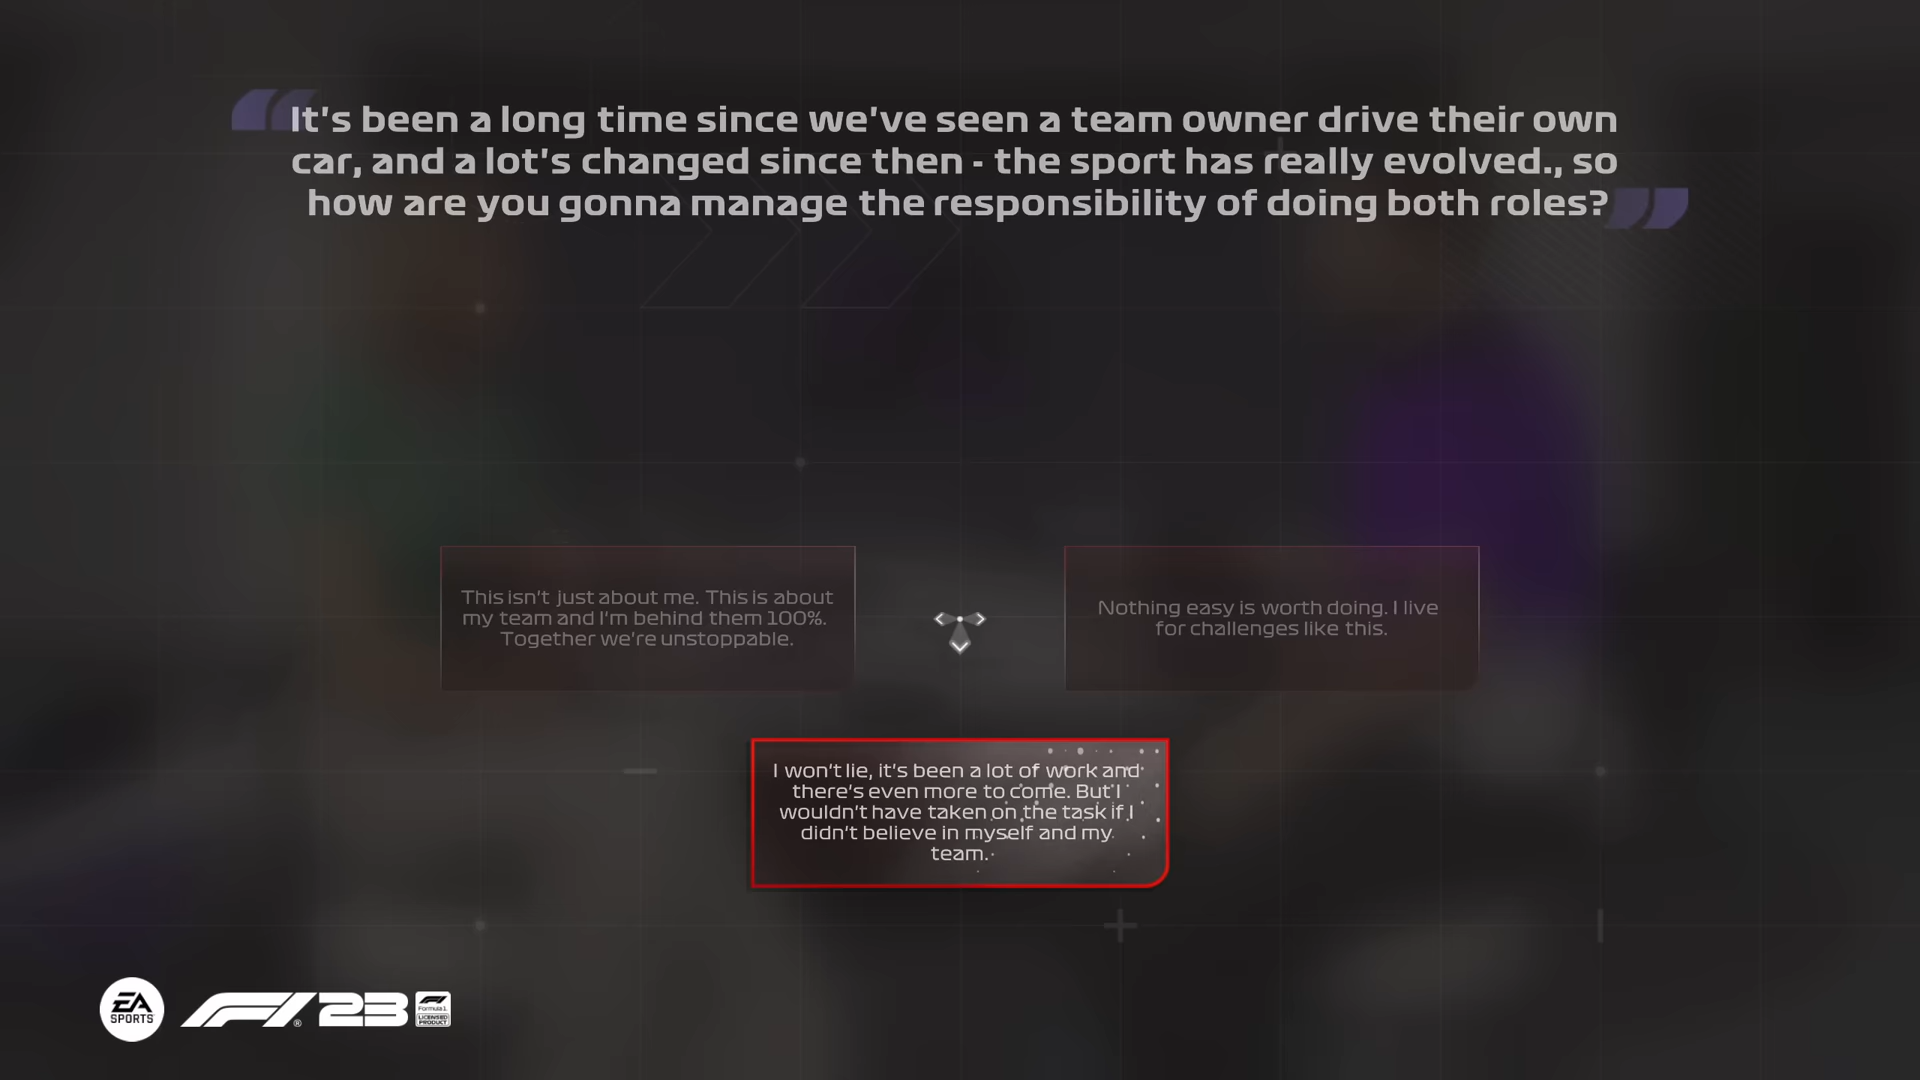 It's been a long time since we've seen a team owner drive their own
car, and a lot's changed since then - the sport has really evolved., so
how are you gonna manage the responsibility of doing both roles?
This isn't just about me. This is about
my team and I'm behind them 100%.
Together we're unstoppable.
Nothing easy is worth doing. I live
for challenges like this.
I won't lie, it's been a lot of work and
there's even more to come. But I
wouldn't have taken on the task if I
didn't believe in myself and my
team.
EA
SPORTS
F1® 23
F1
Formula 1
LICENSED
PRODUCT